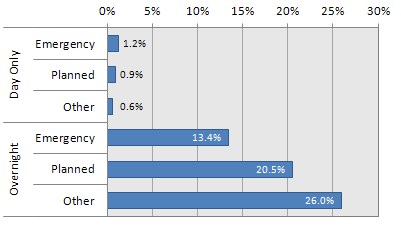 0% 5% 10% 15% 20% 25% 30%
Day Only
Emergency 1.2%
Planned 0.9%
Other 0.6%
Overnight
Emergency 13.4%
Planned 20.5%
Other 26.0%